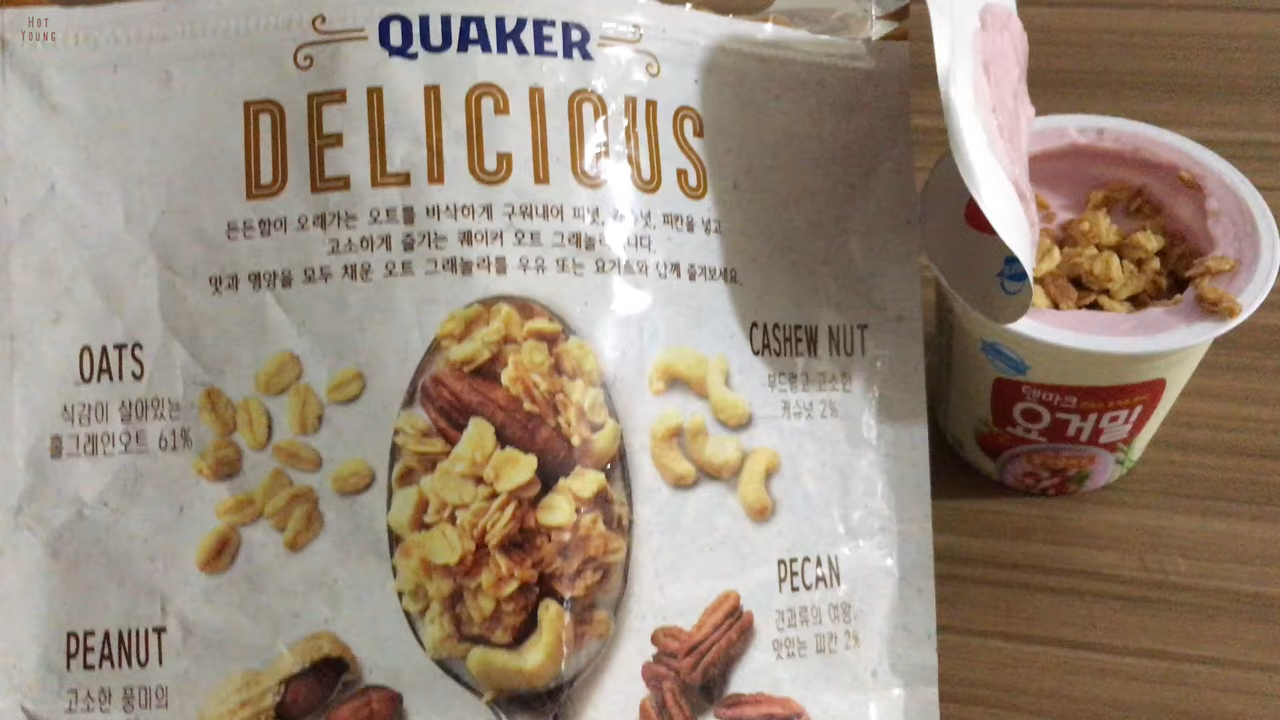 HOT
YOUNG
QUAKER
DELICIOUS
든든함이 오래가는 오트를 바삭하게 구워내어 피넛, 캐슈넛, 피칸을 넣고
고소하게 즐기는 퀘이커 오트 그래놀라입니다.
맛과 영양을 모두 채운 오트 그래놀라를 우유 또는 요거트와 함께 즐겨보세요.
OATS
식감이 살아있는
홀그레인오트 61%
CASHEW NUT
부드럽고 고소한
캐슈넛 2%
PEANUT
고소한 풍미의
PECAN
견과류의 여왕,
맛있는 피칸 2%
덴마크
요거밀